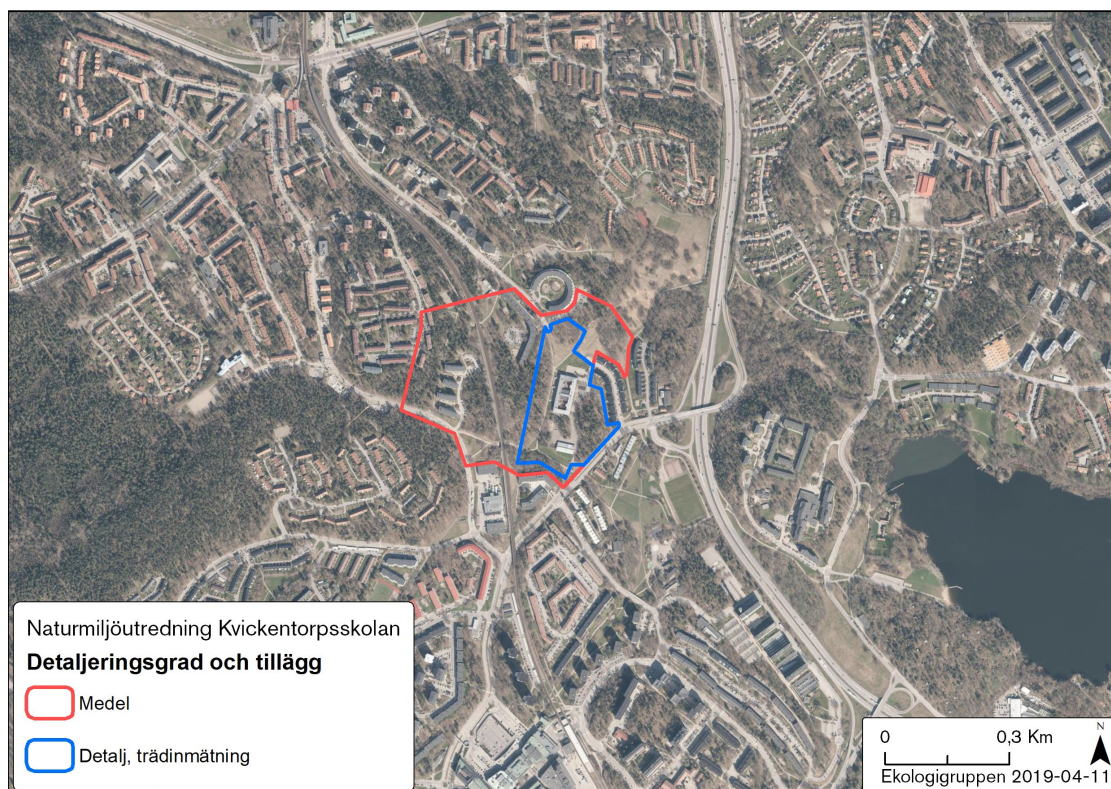 Naturmiljöutredning Kvickentorpsskolan
Detaljeringsgrad och tillägg
Medel
Detalj, trädinmätning
N
0 0,3 Km
Ekologigruppen 2019-04-11